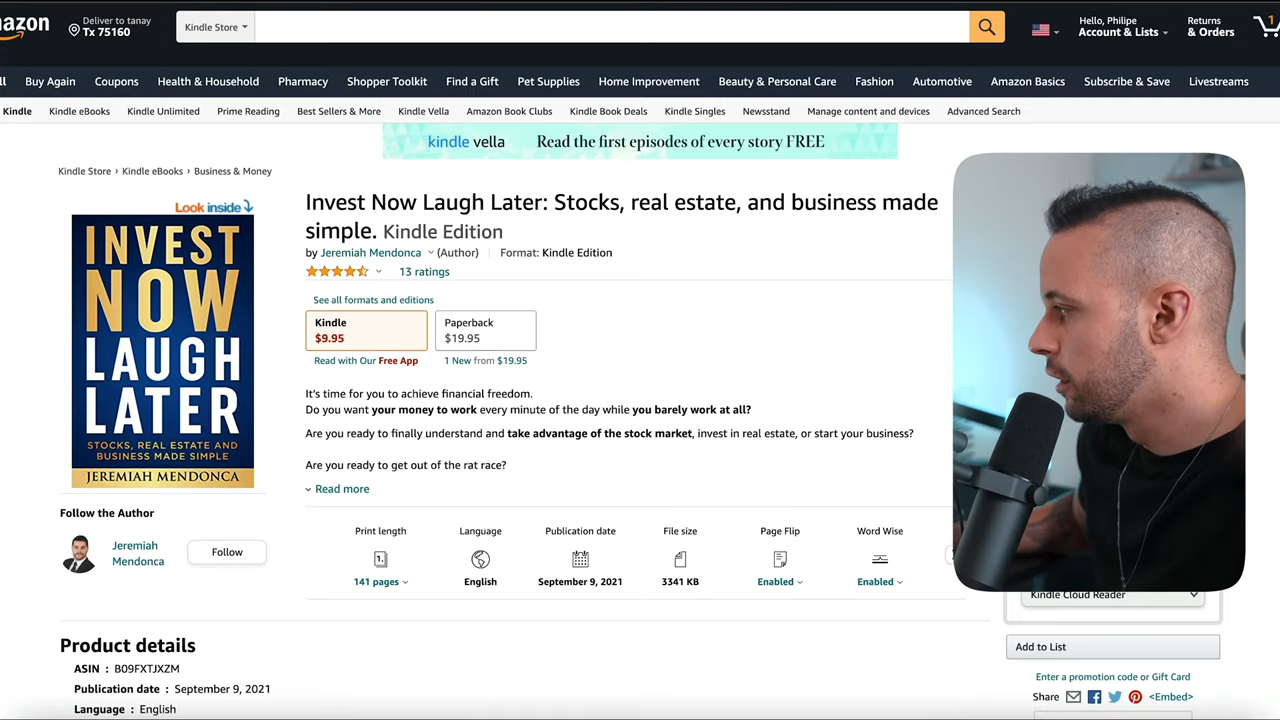 azon
Deliver to tanay
Tx 75160
Kindle Store
Hello, Philipe
Account & Lists
Returns
& Orders
1
ll Buy Again Coupons Health & Household Pharmacy Shopper Toolkit Find a Gift Pet Supplies Home Improvement Beauty & Personal Care Fashion Automotive Amazon Basics Subscribe & Save Livestreams
Kindle Kindle eBooks Kindle Unlimited Prime Reading Best Sellers & More Kindle Vella Amazon Book Clubs Kindle Book Deals Kindle Singles Newsstand Manage content and devices Advanced Search
kindle vella Read the first episodes of every story FREE
Kindle Store › Kindle eBooks › Business & Money
Look inside
INVEST
NOW
LAUGH
LATER
STOCKS, REAL ESTATE AND
BUSINESS MADE SIMPLE
JEREMIAH MENDONCA
Follow the Author
Jeremiah
Mendonca
Follow
Invest Now Laugh Later: Stocks, real estate, and business made
simple. Kindle Edition
by Jeremiah Mendonca (Author) Format: Kindle Edition
13 ratings
See all formats and editions
Kindle
$9.95
Read with Our Free App
Paperback
$19.95
1 New from $19.95
It's time for you to achieve financial freedom.
Do you want your money to work every minute of the day while you barely work at all?
Are you ready to finally understand and take advantage of the stock market, invest in real estate, or start your business?
Are you ready to get out of the rat race?
Read more
Print length Language Publication date File size Page Flip Word Wise
1.
141 pages English September 9, 2021 3341 KB Enabled Enabled
Kindle Cloud Reader
Add to List
Enter a promotion code or Gift Card
Share <Embed>
Product details
ASIN : B09FXTJXZM
Publication date : September 9, 2021
Language : English